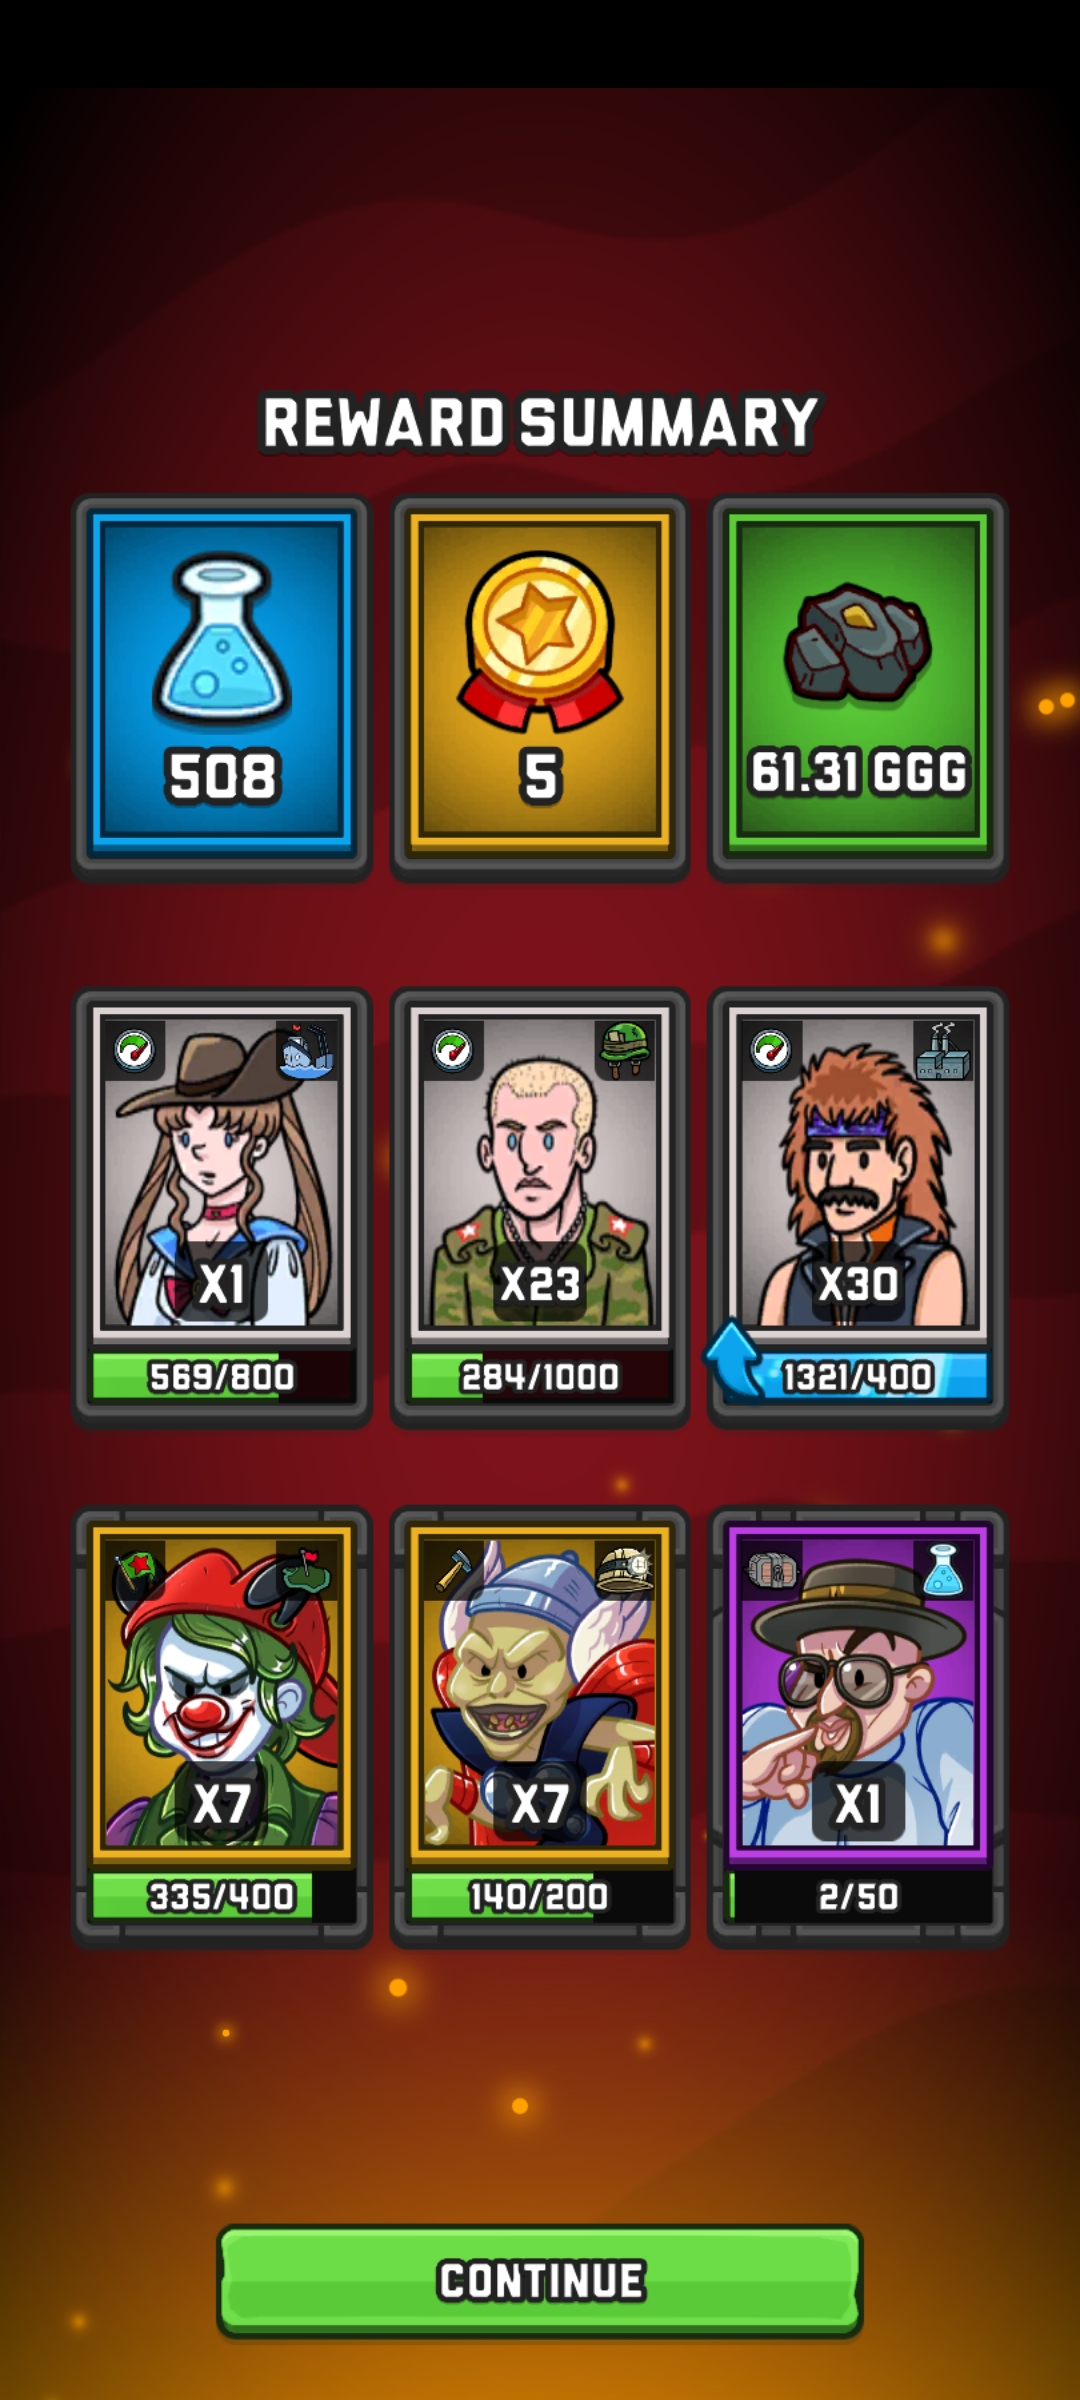 REWARD SUMMARY
508
5
61.31 GGG
X1
X23
X30
569/800
284/1000
1321/400
X7
X7
X1
335/400
140/200
2/50
CONTINUE